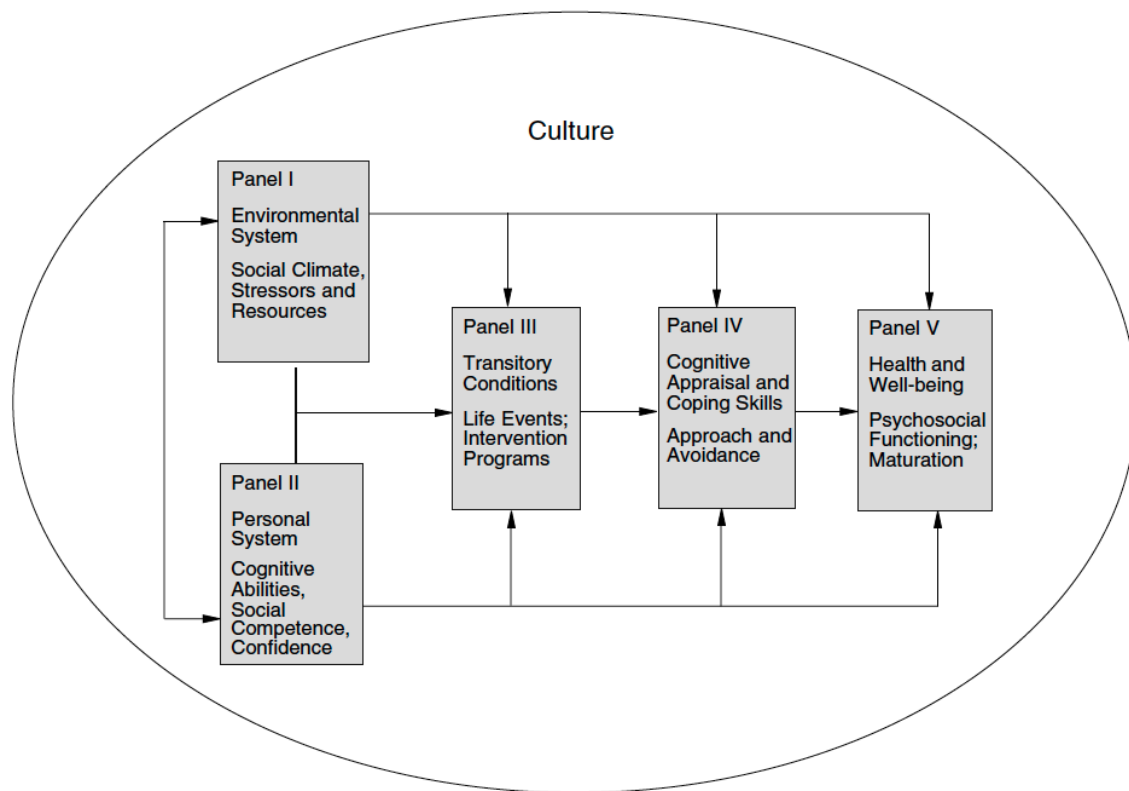 Culture
Panel I
Environmental
System
Social Climate,
Stressors and
Resources
Panel II
Personal
System
Cognitive
Abilities,
Social
Competence,
Confidence
Panel III
Transitory
Conditions
Life Events;
Intervention
Programs
Panel IV
Cognitive
Appraisal and
Coping Skills
Approach and
Avoidance
Panel V
Health and
Well-being
Psychosocial
Functioning;
Maturation